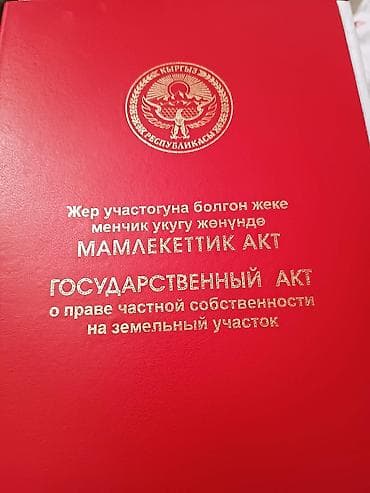 КЫРГЫЗ
РЕСПУБЛИКАСЫ
Жер участогуна болгон жеке
менчик укугу жөнүндө
МАМЛЕКЕТТИК АКТ
ГОСУДАРСТВЕННЫЙ АКТ
о праве частной собственности
на земельный участок